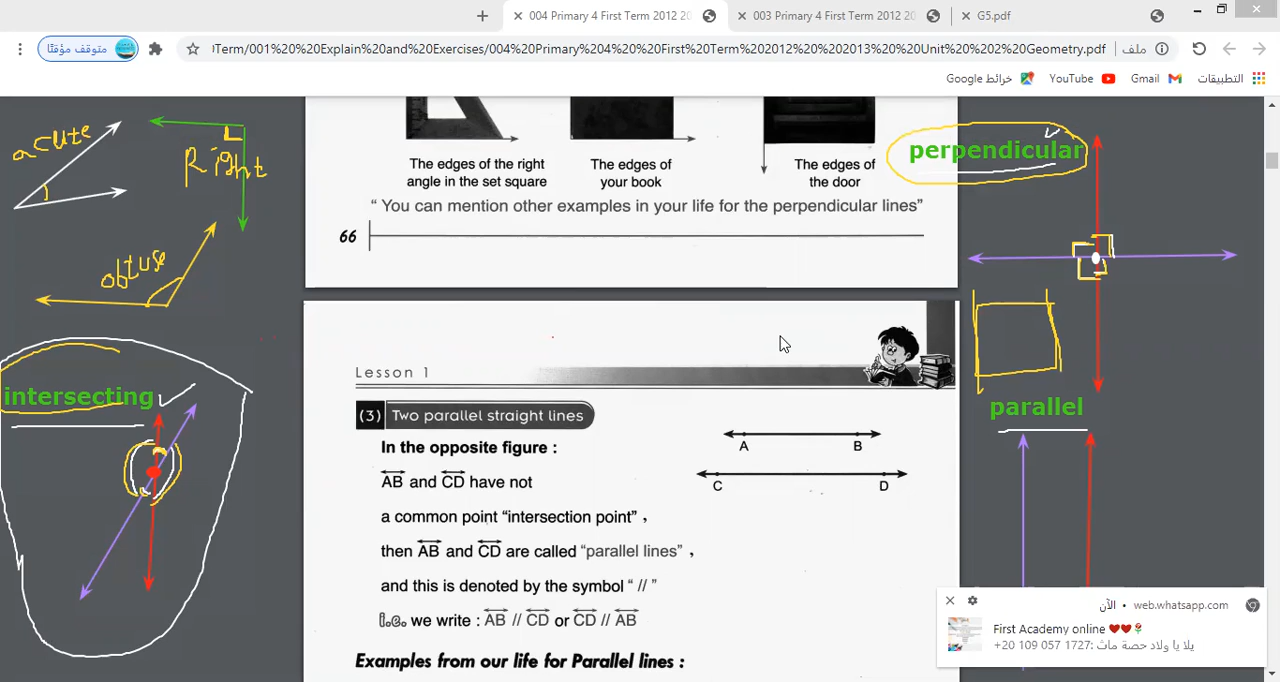 004 Primary 4 First Term 2012 20
003 Primary 4 First Term 2012 20
G5.pdf
متوقف مؤقتًا
Term/001%20%20Explain%20and%20Exercises/004%20Primary%204%20%20First%20Term%2012012%20%202013%20%20Unit%20%202%20Geometry.pdf
ملف
خرائط Google
YouTube
Gmail
التطبيقات
acute
Right
obtuse
intersecting
The edges of the right
angle in the set square
The edges of
your book
The edges of
the door
“ You can mention other examples in your life for the perpendicular lines”
66
perpendicular
parallel
Lesson 1
(3) Two parallel straight lines
In the opposite figure :
AB and CD have not
a common point “intersection point” ,
then AB and CD are called “parallel lines” ,
and this is denoted by the symbol “ // ”
we write : AB // CD or CD // AB
Examples from our life for Parallel lines :
A B
C D
الآن • web.whatsapp.com
First Academy online ❤❤🌹
+20 109 057 1727: يلا يا ولاد حصة ماث